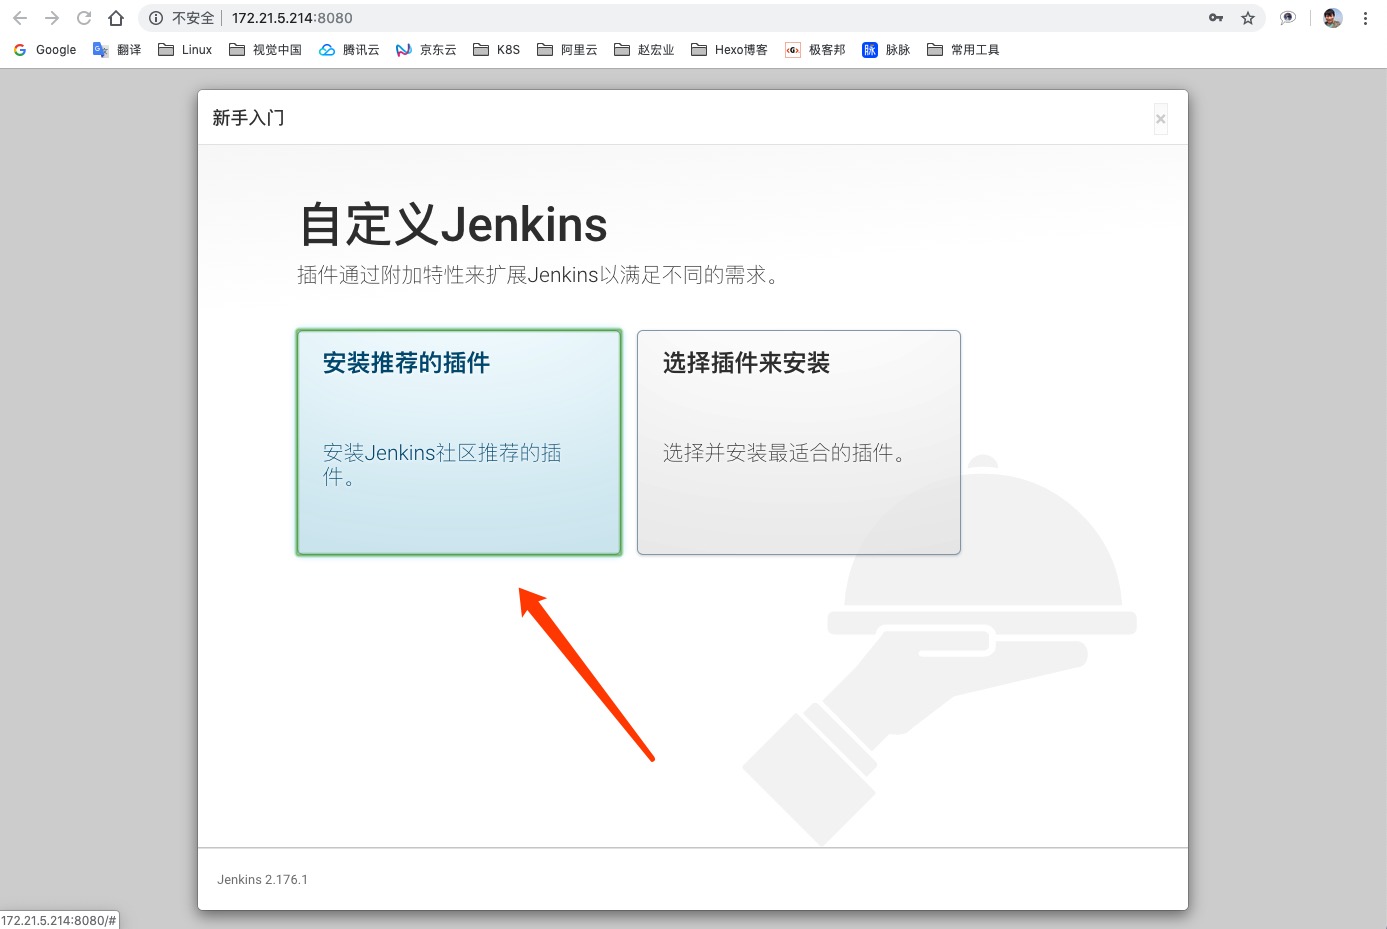 不安全 172.21.5.214:8080
Google 翻译 Linux 视觉中国 腾讯云 京东云 K8S 阿里云 赵宏业 Hexo博客 极客邦 脉 脉脉 常用工具
新手入门 ×
自定义Jenkins
插件通过附加特性来扩展Jenkins以满足不同的需求。
安装推荐的插件
安装Jenkins社区推荐的插
件。
选择插件来安装
选择并安装最适合的插件。
Jenkins 2.176.1
172.21.5.214:8080/#